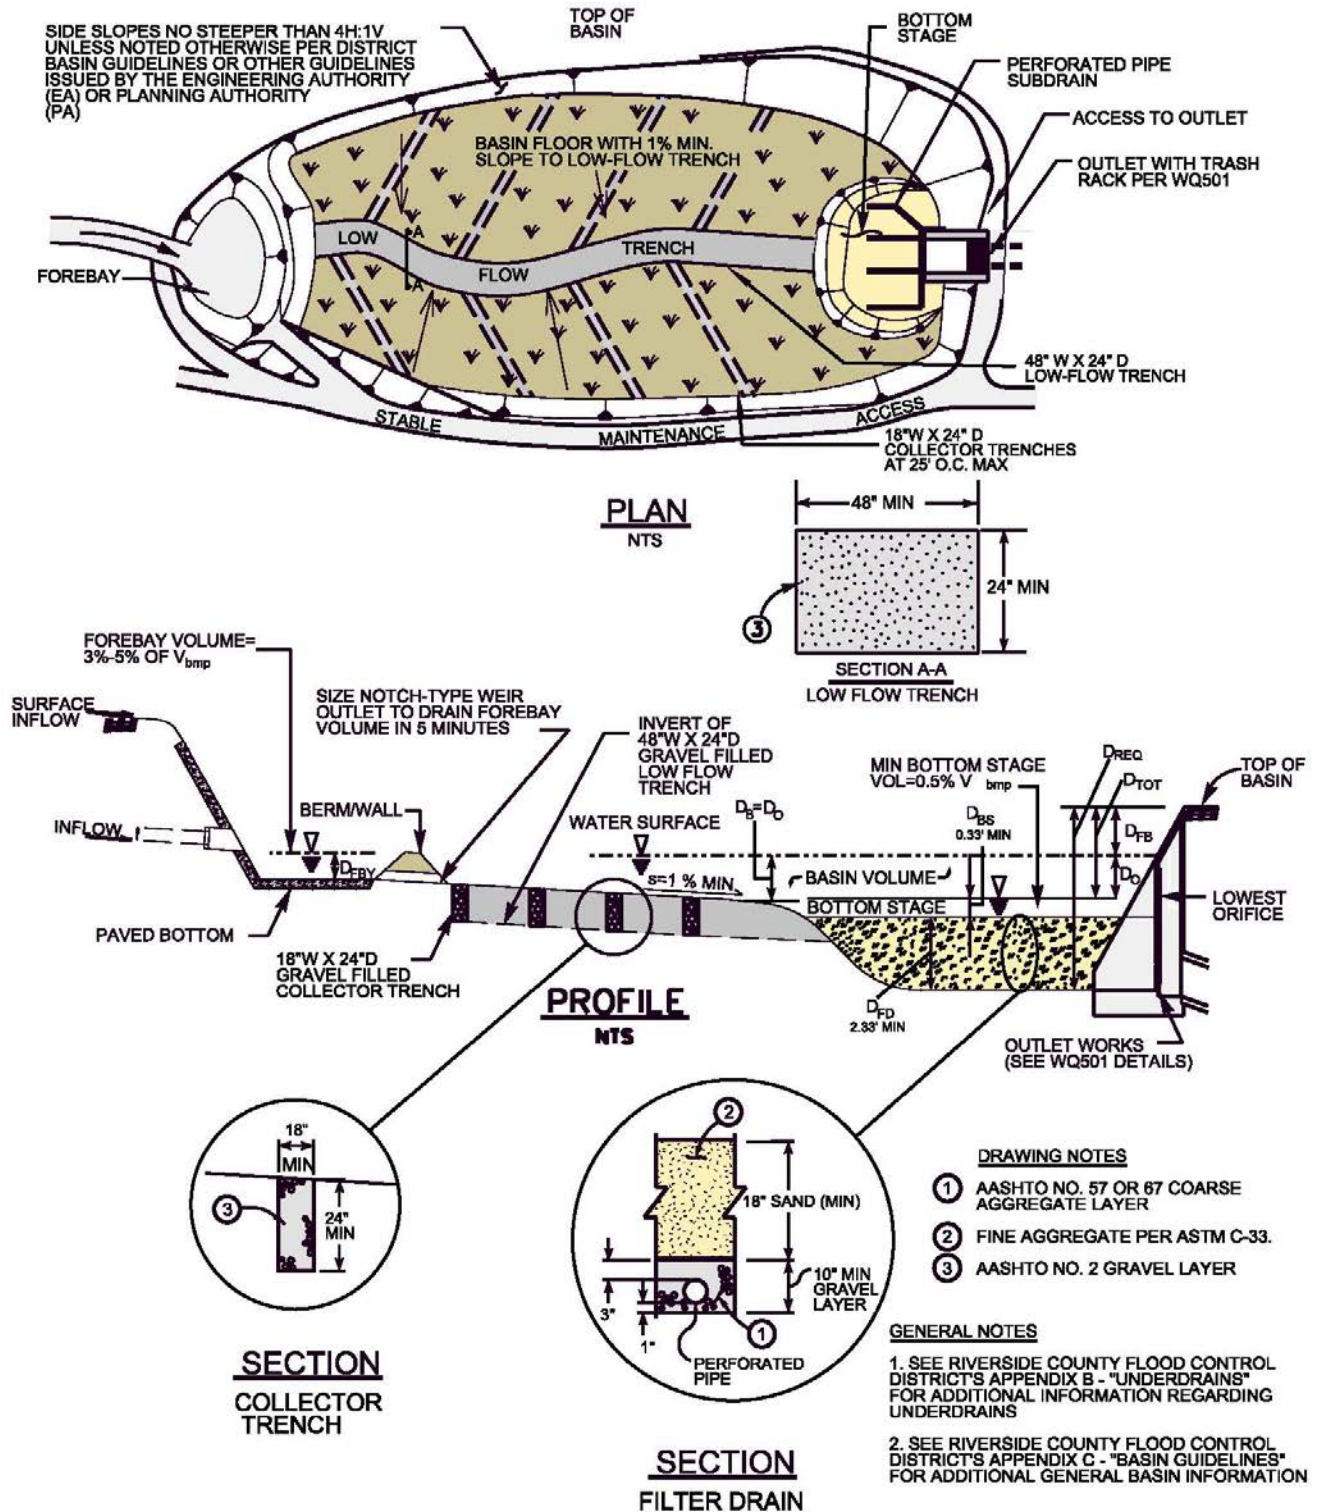 SIDE SLOPES NO STEEPER THAN 4H:1V
UNLESS NOTED OTHERWISE PER DISTRICT
BASIN GUIDELINES OR OTHER GUIDELINES
ISSUED BY THE ENGINEERING AUTHORITY
(EA) OR PLANNING AUTHORITY
(PA)
TOP OF
BASIN
BOTTOM
STAGE
PERFORATED PIPE
SUBDRAIN
ACCESS TO OUTLET
OUTLET WITH TRASH
RACK PER WQ501
BASIN FLOOR WITH 1% MIN.
SLOPE TO LOW-FLOW TRENCH
LOW
A
A
FLOW
TRENCH
FOREBAY
48" W X 24" D
LOW-FLOW TRENCH
STABLE
MAINTENANCE
ACCESS
18"W X 24" D
COLLECTOR TRENCHES
AT 25' O.C. MAX
PLAN
NTS
48" MIN
24" MIN
3
SECTION A-A
LOW FLOW TRENCH
FOREBAY VOLUME=
3%-5% OF Vbmp
SURFACE
INFLOW
SIZE NOTCH-TYPE WEIR
OUTLET TO DRAIN FOREBAY
VOLUME IN 5 MINUTES
INVERT OF
48"W X 24"D
GRAVEL FILLED
LOW FLOW
TRENCH
MIN BOTTOM STAGE
VOL=0.5% V bmp
DREQ
DTOT
TOP OF
BASIN
BERM/WALL
INFLOW
WATER SURFACE
DB=DO
DBS
0.33' MIN
DFB
DFBY
s=1 % MIN
BASIN VOLUME
DO
BOTTOM STAGE
LOWEST
ORIFICE
PAVED BOTTOM
18"W X 24"D
GRAVEL FILLED
COLLECTOR TRENCH
PROFILE
NTS
DFD
2.33' MIN
OUTLET WORKS
(SEE WQ501 DETAILS)
18"
MIN
3
24"
MIN
SECTION
COLLECTOR
TRENCH
2
18" SAND (MIN)
10" MIN
GRAVEL
LAYER
3"
1"
1
PERFORATED
PIPE
SECTION
FILTER DRAIN
DRAWING NOTES
1 AASHTO NO. 57 OR 67 COARSE
AGGREGATE LAYER
2 FINE AGGREGATE PER ASTM C-33.
3 AASHTO NO. 2 GRAVEL LAYER
GENERAL NOTES
1. SEE RIVERSIDE COUNTY FLOOD CONTROL
DISTRICT'S APPENDIX B - "UNDERDRAINS"
FOR ADDITIONAL INFORMATION REGARDING
UNDERDRAINS
2. SEE RIVERSIDE COUNTY FLOOD CONTROL
DISTRICT'S APPENDIX C - "BASIN GUIDELINES"
FOR ADDITIONAL GENERAL BASIN INFORMATION